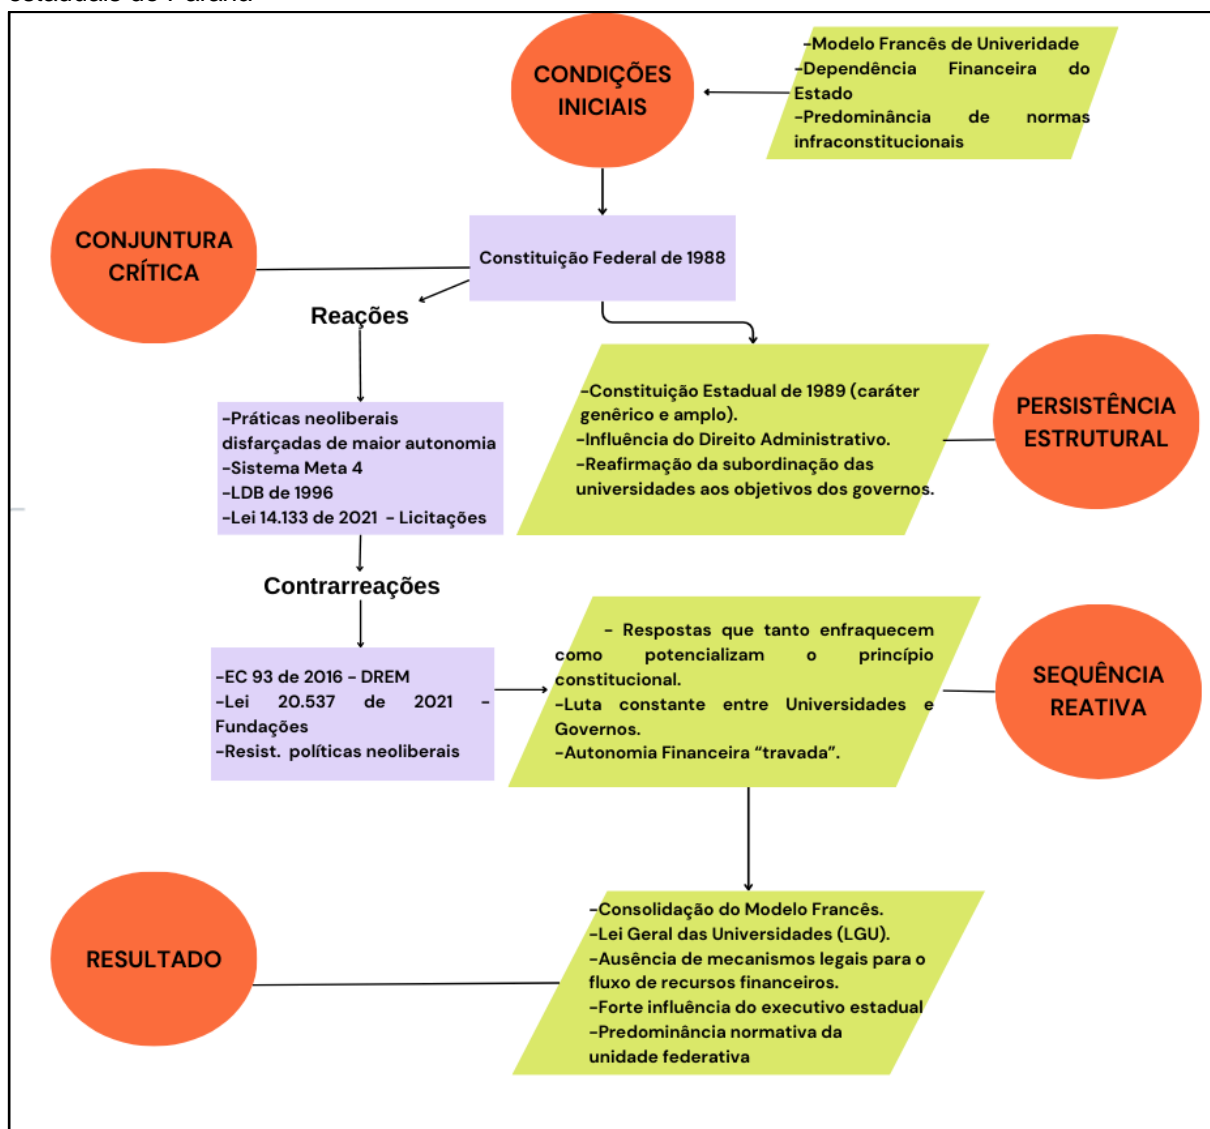 estaduais do Paraná
CONDIÇÕES
INICIAIS
-Modelo Francês de Univeridade
-Dependência Financeira do
Estado
-Predominância de normas
infraconstitucionais
CONJUNTURA
CRÍTICA
Constituição Federal de 1988
Reações
-Práticas neoliberais
disfarçadas de maior autonomia
-Sistema Meta 4
-LDB de 1996
-Lei 14.133 de 2021 - Licitações
-Constituição Estadual de 1989 (caráter
genêrico e amplo).
-Influência do Direito Administrativo.
-Reafirmação da subordinação das
universidades aos objetivos dos governos.
PERSISTÊNCIA
ESTRUTURAL
Contrarreações
-EC 93 de 2016 - DREM
-Lei 20.537 de 2021 -
Fundações
-Resist. políticas neoliberais
- Respostas que tanto enfraquecem
como potencializam o princípio
constitucional.
-Luta constante entre Universidades e
Governos.
-Autonomia Financeira “travada”.
SEQUÊNCIA
REATIVA
RESULTADO
-Consolidação do Modelo Francês.
-Lei Geral das Universidades (LGU).
-Ausência de mecanismos legais para o
fluxo de recursos financeiros.
-Forte influência do executivo estadual
-Predominância normativa da
unidade federativa